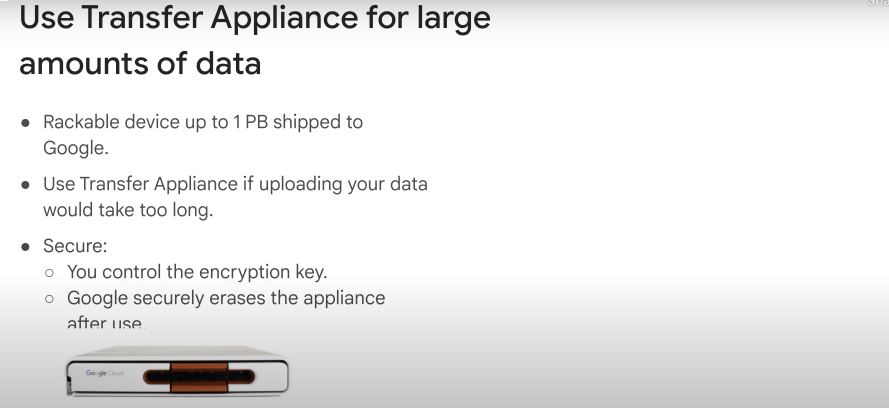 Use Transfer Appliance for large
amounts of data
● Rackable device up to 1 PB shipped to
Google.
● Use Transfer Appliance if uploading your data
would take too long.
● Secure:
○ You control the encryption key.
○ Google securely erases the appliance
after use.
Google Cloud